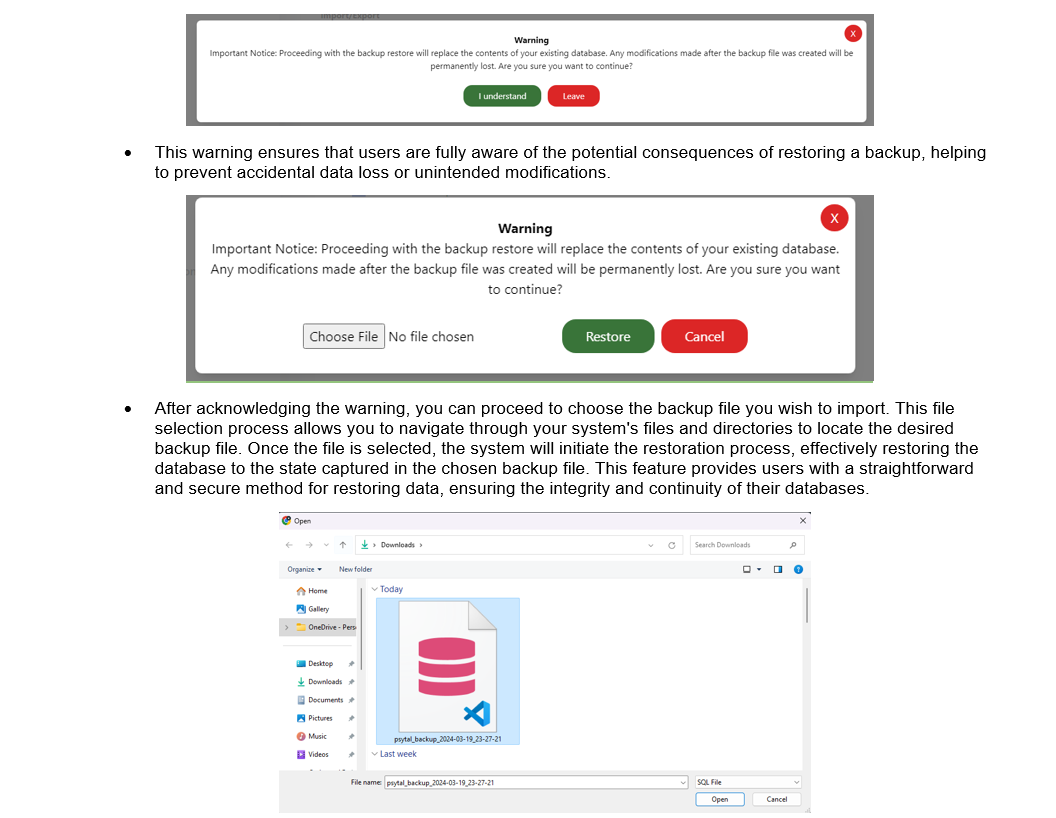 import/export
Warning
X
Important Notice: Proceeding with the backup restore will replace the contents of your existing database. Any modifications made after the backup file was created will be
permanently lost. Are you sure you want to continue?
I understand Leave
• This warning ensures that users are fully aware of the potential consequences of restoring a backup, helping
to prevent accidental data loss or unintended modifications.
X
Warning
Important Notice: Proceeding with the backup restore will replace the contents of your existing database.
Any modifications made after the backup file was created will be permanently lost. Are you sure you want
to continue?
Choose File No file chosen Restore Cancel
• After acknowledging the warning, you can proceed to choose the backup file you wish to import. This file
selection process allows you to navigate through your system's files and directories to locate the desired
backup file. Once the file is selected, the system will initiate the restoration process, effectively restoring the
database to the state captured in the chosen backup file. This feature provides users with a straightforward
and secure method for restoring data, ensuring the integrity and continuity of their databases.
Open
Downloads Search Downloads
Organize New folder
Home
Gallery
OneDrive - Pers
Desktop
Downloads
Documents
Pictures
Music
Videos
Today
psytal_backup_2024-03-19_23-27-21
Last week
File name: psytal_backup_2024-03-19_23-27-21 SQL File
Open Cancel